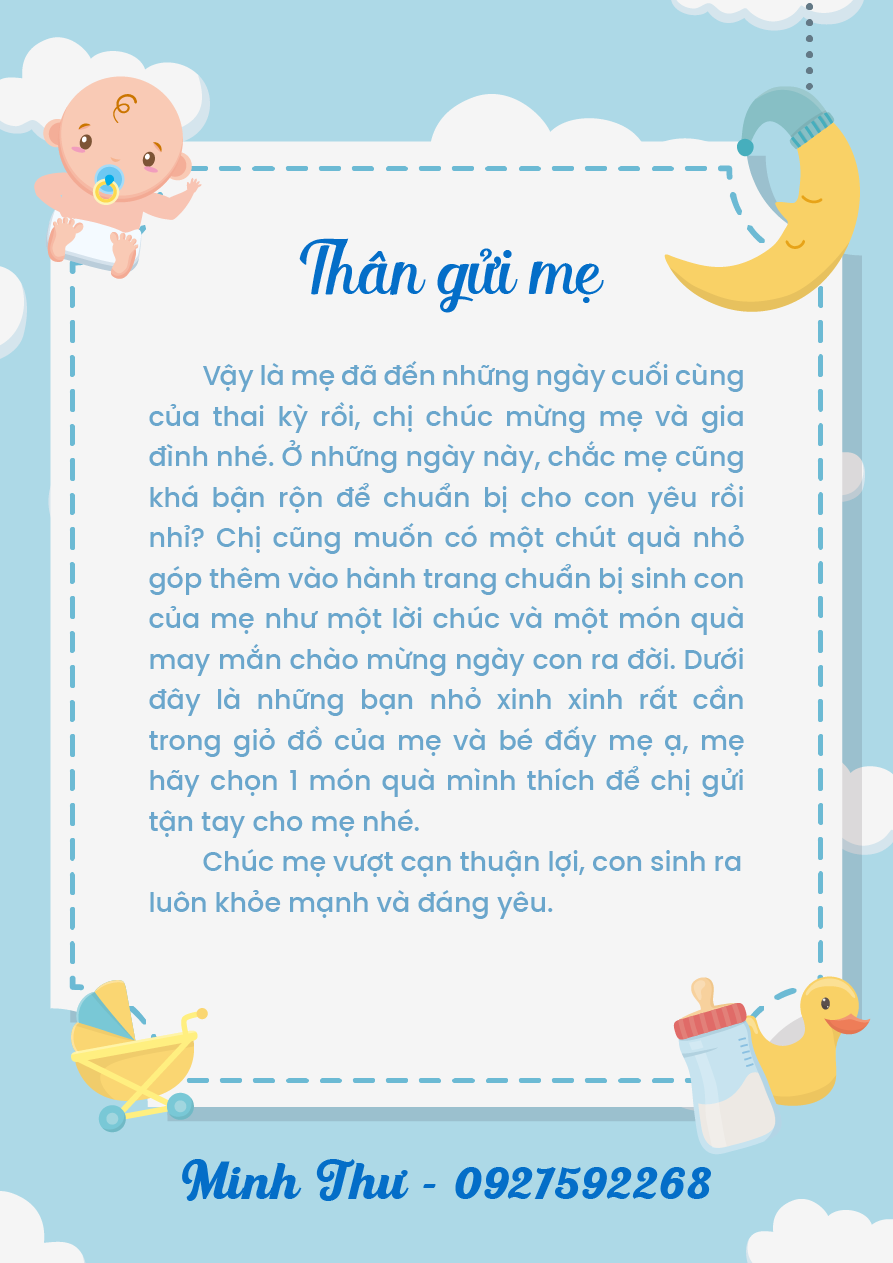 Thân gửi mẹ
Vậy là mẹ đã đến những ngày cuối cùng
của thai kỳ rồi, chị chúc mừng mẹ và gia
đình nhé. Ở những ngày này, chắc mẹ cũng
khá bận rộn để chuẩn bị cho con yêu rồi
nhỉ? Chị cũng muốn có một chút quà nhỏ
góp thêm vào hành trang chuẩn bị sinh con
của mẹ như một lời chúc và một món quà
may mắn chào mừng ngày con ra đời. Dưới
đây là những bạn nhỏ xinh xinh rất cần
trong giỏ đồ của mẹ và bé đấy mẹ ạ, mẹ
hãy chọn 1 món quà mình thích để chị gửi
tận tay cho mẹ nhé.
Chúc mẹ vượt cạn thuận lợi, con sinh ra
luôn khỏe mạnh và đáng yêu.
Minh Thư - 0927592268